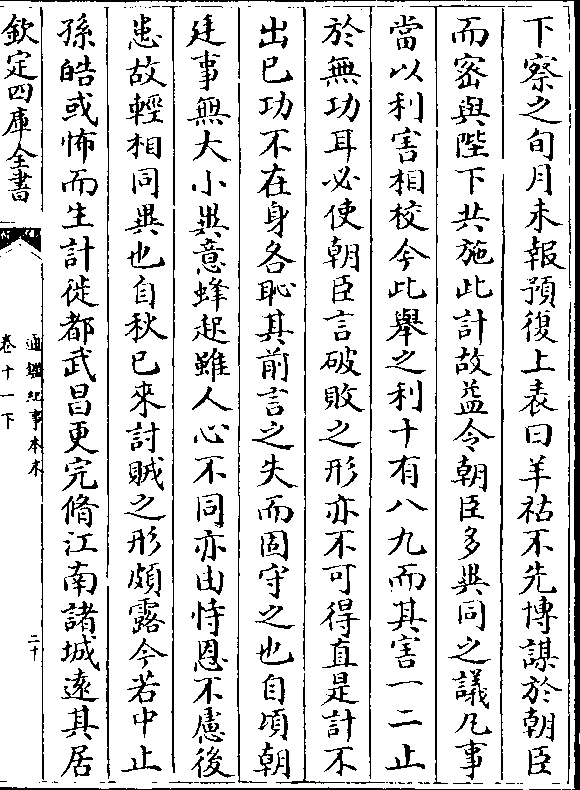 下察之旬月未報預復上表曰羊祜不先博謀於朝臣
而密與陛下共施此計故益令朝臣多異同之議凡事
當以利害相校今此舉之利十有八九而其害一二止
於無功耳必使朝臣言破敗之形亦不可得直是計不
出已功不在身各恥其前言之失而固守之也自頃朝
廷事無大小異意蜂起雖人心不同亦由恃恩不慮後
患故輕相同異也自秋已來討賊之形頗露今若中止
孫皓或怖而生計徙都武昌更完脩江南諸城遠其居
欽定四庫全書
通鑑紀事本末
卷十一下
二十